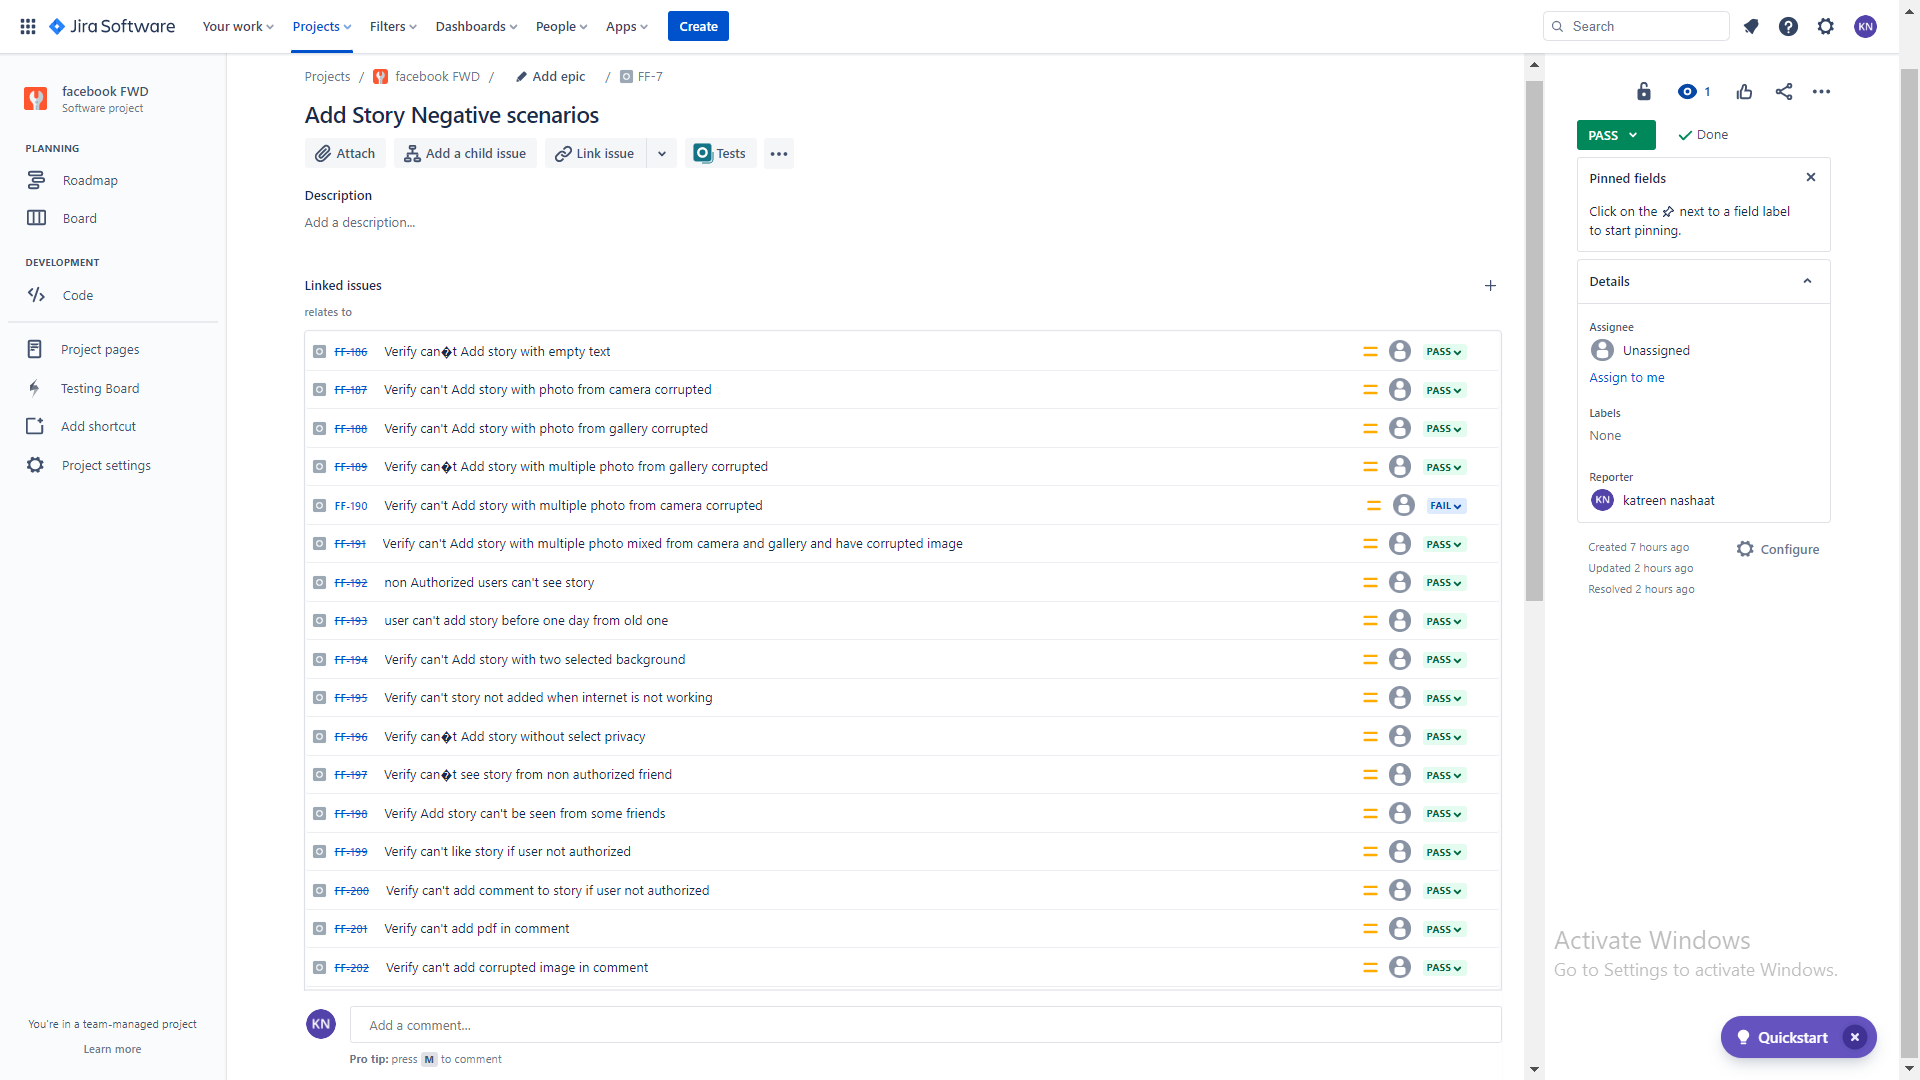 Jira Software
Your work
Projects
Filters
Dashboards
People
Apps
Create
Search
KN
facebook FWD
Software project
PLANNING
Roadmap
Board
DEVELOPMENT
Code
Project pages
Testing Board
Add shortcut
Project settings
You're in a team-managed project
Learn more
Projects / facebook FWD / Add epic / FF-7
Add Story Negative scenarios
Attach
Add a child issue
Link issue
Tests
Description
Add a description...
Linked issues
relates to
FF-186 Verify can�t Add story with empty text PASS
FF-187 Verify can't Add story with photo from camera corrupted PASS
FF-188 Verify can't Add story with photo from gallery corrupted PASS
FF-189 Verify can�t Add story with multiple photo from gallery corrupted PASS
FF-190 Verify can't Add story with multiple photo from camera corrupted FAIL
FF-191 Verify can't Add story with multiple photo mixed from camera and gallery and have corrupted image PASS
FF-192 non Authorized users can't see story PASS
FF-193 user can't add story before one day from old one PASS
FF-194 Verify can't Add story with two selected background PASS
FF-195 Verify can't story not added when internet is not working PASS
FF-196 Verify can�t Add story without select privacy PASS
FF-197 Verify can�t see story from non authorized friend PASS
FF-198 Verify Add story can't be seen from some friends PASS
FF-199 Verify can't like story if user not authorized PASS
FF-200 Verify can't add comment to story if user not authorized PASS
FF-201 Verify can't add pdf in comment PASS
FF-202 Verify can't add corrupted image in comment PASS
KN
Add a comment...
Pro tip: press M to comment
1
PASS
Done
Pinned fields
Click on the next to a field label
to start pinning.
Details
Assignee
Unassigned
Assign to me
Labels
None
Reporter
KN katreen nashaat
Created 7 hours ago
Configure
Updated 2 hours ago
Resolved 2 hours ago
Activate Windows
Go to Settings to activate Windows.
Quickstart